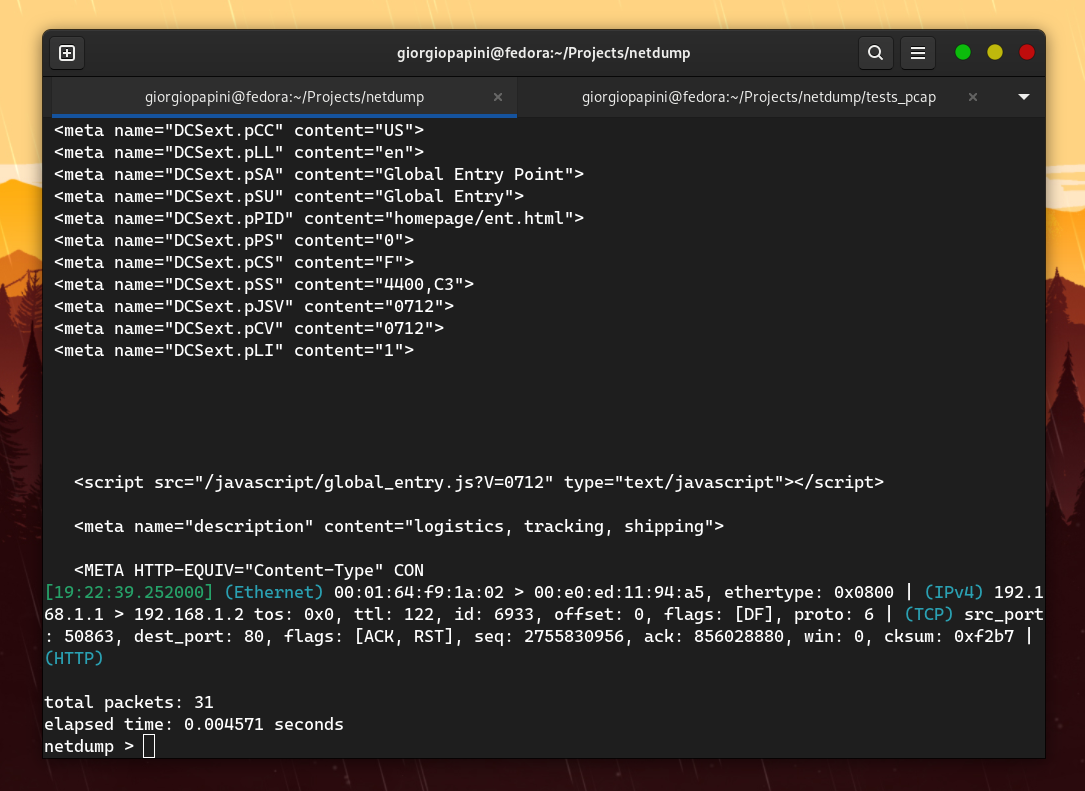 giorgiopapini@fedora:~/Projects/netdump
giorgiopapini@fedora:~/Projects/netdump
giorgiopapini@fedora:~/Projects/netdump/tests_pcap
<meta name="DCSext.pCC" content="US">
<meta name="DCSext.pLL" content="en">
<meta name="DCSext.pSA" content="Global Entry Point">
<meta name="DCSext.pSU" content="Global Entry">
<meta name="DCSext.pPID" content="homepage/ent.html">
<meta name="DCSext.pPS" content="0">
<meta name="DCSext.pCS" content="F">
<meta name="DCSext.pSS" content="4400,C3">
<meta name="DCSext.pJSV" content="0712">
<meta name="DCSext.pCV" content="0712">
<meta name="DCSext.pLI" content="1">
<script src="/javascript/global_entry.js?V=0712" type="text/javascript"></script>
<meta name="description" content="logistics, tracking, shipping">
<META HTTP-EQUIV="Content-Type" CON
[19:22:39.252000] (Ethernet) 00:01:64:f9:1a:02 > 00:e0:ed:11:94:a5, ethertype: 0x0800 | (IPv4) 192.1
68.1.1 > 192.168.1.2 tos: 0x0, ttl: 122, id: 6933, offset: 0, flags: [DF], proto: 6 | (TCP) src_port
: 50863, dest_port: 80, flags: [ACK, RST], seq: 2755830956, ack: 856028880, win: 0, cksum: 0xf2b7 |
(HTTP)
total packets: 31
elapsed time: 0.004571 seconds
netdump >